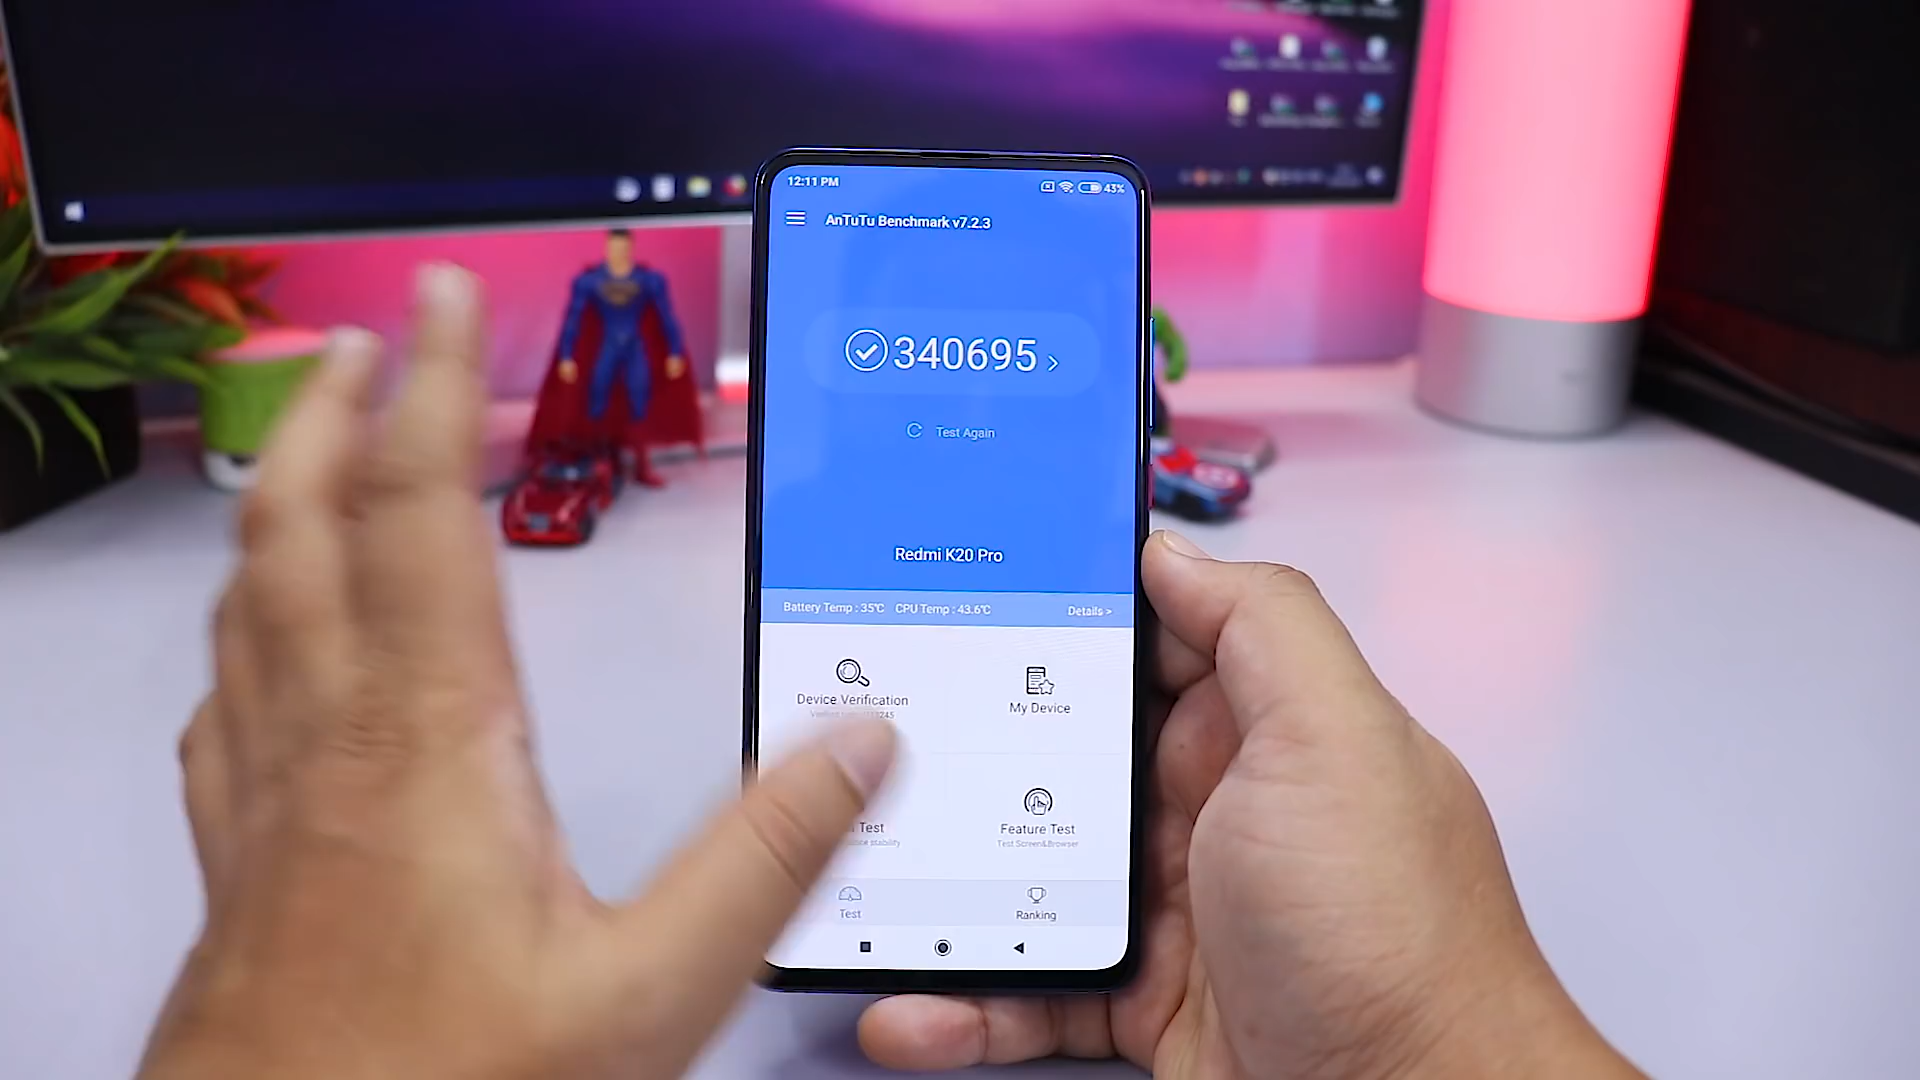 12:11 PM
43%
AnTuTu Benchmark v7.2.3
340695
Test Again
Redmi K20 Pro
Battery Temp : 35℃ CPU Temp : 43.6℃ Details >
Device Verification
My Device
Test
Feature Test
stability
Test Screen&Browser
Test
Ranking